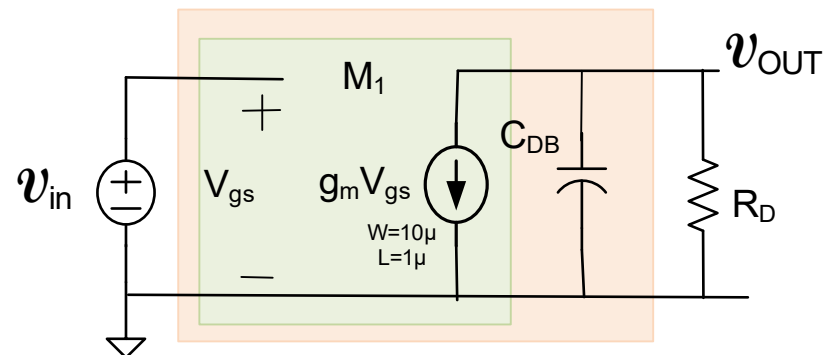 M₁
𝒗OUT
+
CDB
𝒗in
+
−
Vgs
gmVgs
RD
W=10μ
L=1μ
−